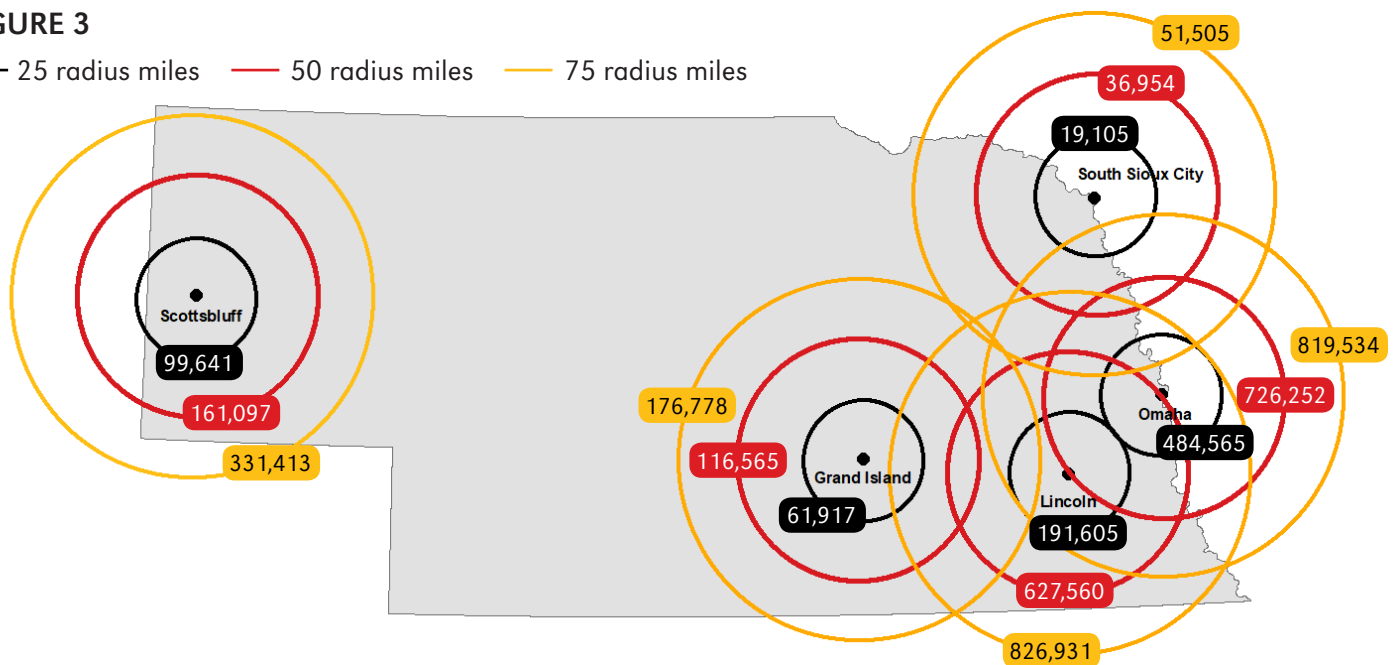 GURE 3
25 radius miles
50 radius miles
75 radius miles
51,505
36,954
19,105
South Sioux City
Scottsbluff
99,641
161,097
331,413
819,534
726,252
Omaha
484,565
176,778
116,565
Grand Island
61,917
Lincoln
191,605
627,560
826,931